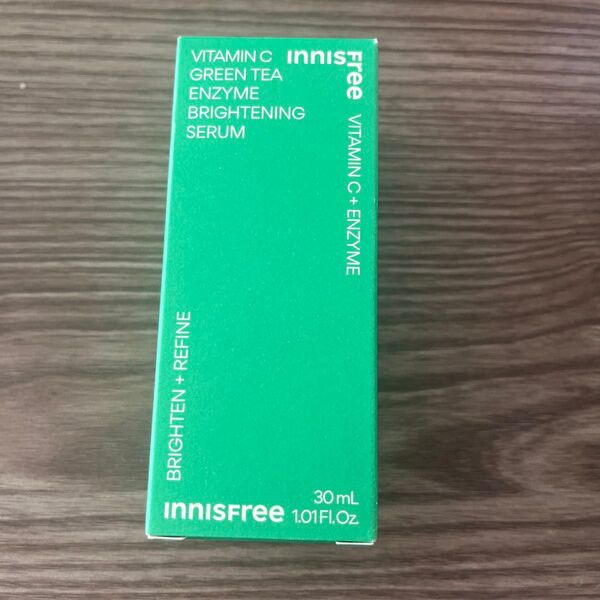 VITAMIN C
GREEN TEA
ENZYME
BRIGHTENING
SERUM
INNISFree
VITAMIN C + ENZYME
BRIGHTEN + REFINE
INNISFree
30 mL
1.01 Fl.Oz.